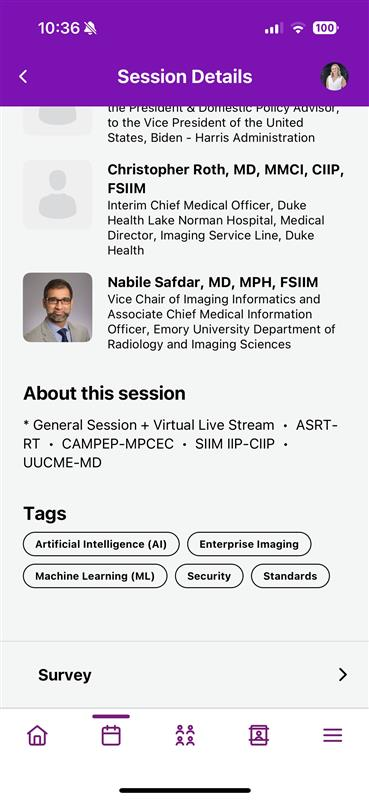 10:36
100
Session Details
the President & Domestic Policy Advisor,
to the Vice President of the United
States, Biden - Harris Administration
Christopher Roth, MD, MMCI, CIIP,
FSIIM
Interim Chief Medical Officer, Duke
Health Lake Norman Hospital, Medical
Director, Imaging Service Line, Duke
Health
Nabile Safdar, MD, MPH, FSIIM
Vice Chair of Imaging Informatics and
Associate Chief Medical Information
Officer, Emory University Department of
Radiology and Imaging Sciences
About this session
* General Session + Virtual Live Stream • ASRT-
RT • CAMPEP-MPCEC • SIIM IIP-CIIP •
UUCME-MD
Tags
Artificial Intelligence (AI)
Enterprise Imaging
Machine Learning (ML)
Security
Standards
Survey